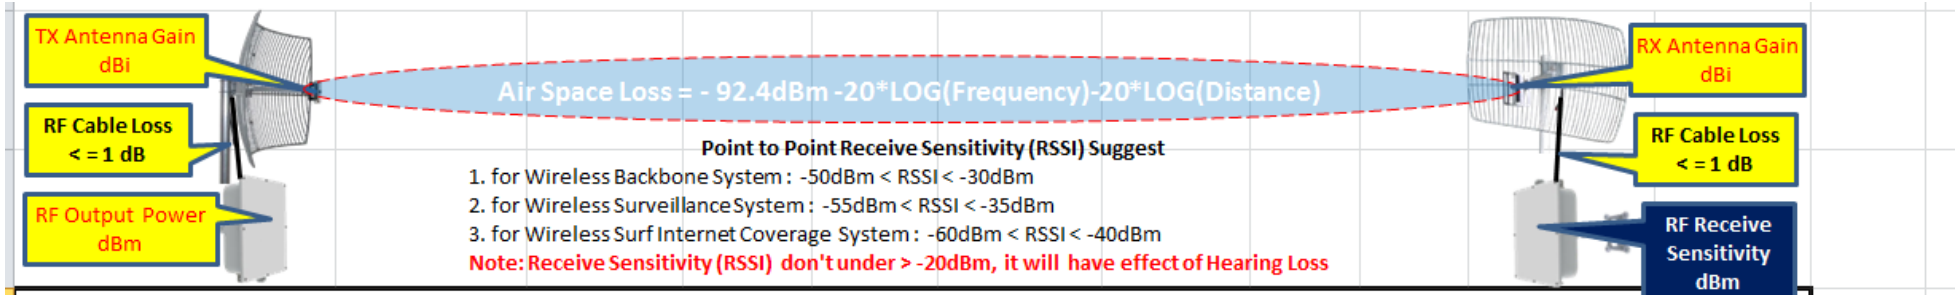 TX Antenna Gain
dBi
RF Cable Loss
< = 1 dB
RF Output Power
dBm
Air Space Loss = - 92.4dBm -20*LOG(Frequency)-20*LOG(Distance)
Point to Point Receive Sensitivity (RSSI) Suggest
1. for Wireless Backbone System : -50dBm < RSSI < -30dBm
2. for Wireless Surveillance System : -55dBm < RSSI < -35dBm
3. for Wireless Surf Internet Coverage System : -60dBm < RSSI < -40dBm
Note: Receive Sensitivity (RSSI) don't under > -20dBm, it will have effect of Hearing Loss
RX Antenna Gain
dBi
RF Cable Loss
< = 1 dB
RF Receive
Sensitivity
dBm